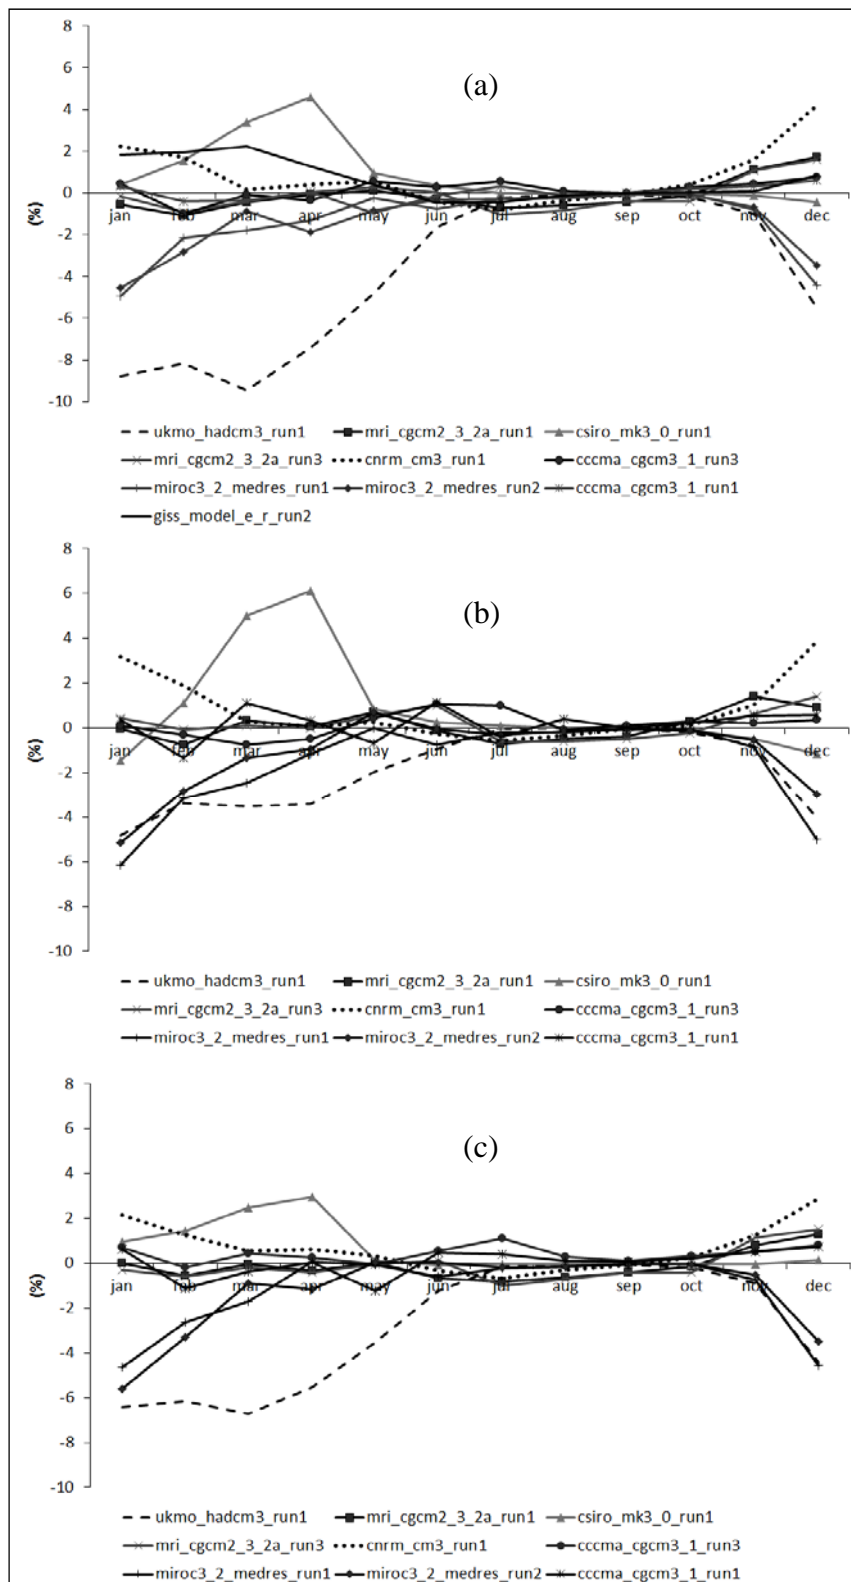 8
6
(a)
4
2
0
jan feb mar apr may jun jul aug sep oct nov dec
(%)
-2
-4
-6
-8
-10
ukmo_hadcm3_run1 mri_cgcm2_3_2a_run1 csiro_mk3_0_run1
mri_cgcm2_3_2a_run3 cnrm_cm3_run1 cccma_cgcm3_1_run3
miroc3_2_medres_run1 miroc3_2_medres_run2 cccma_cgcm3_1_run1
giss_model_e_r_run2
8
6
(b)
4
2
0
jan feb mar apr may jun jul aug sep oct nov dec
(%)
-2
-4
-6
-8
-10
ukmo_hadcm3_run1 mri_cgcm2_3_2a_run1 csiro_mk3_0_run1
mri_cgcm2_3_2a_run3 cnrm_cm3_run1 cccma_cgcm3_1_run3
miroc3_2_medres_run1 miroc3_2_medres_run2 cccma_cgcm3_1_run1
8
6
(c)
4
2
0
jan feb mar apr may jun jul aug sep oct nov dec
(%)
-2
-4
-6
-8
-10
ukmo_hadcm3_run1 mri_cgcm2_3_2a_run1 csiro_mk3_0_run1
mri_cgcm2_3_2a_run3 cnrm_cm3_run1 cccma_cgcm3_1_run3
miroc3_2_medres_run1 miroc3_2_medres_run2 cccma_cgcm3_1_run1